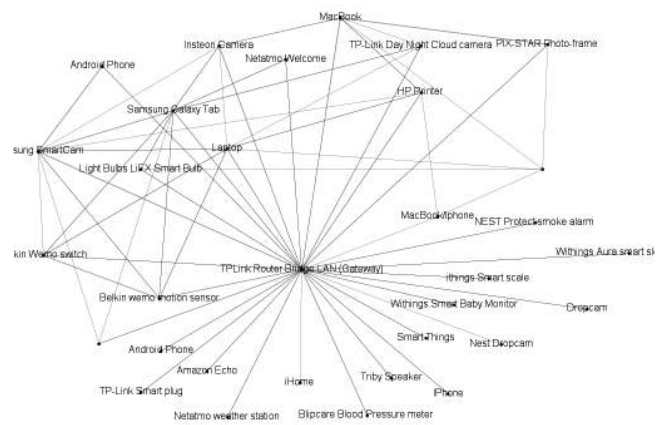 MacBook
Insteon Camera
TP-Link Day Night Cloud camera
PIX-STAR Photo-frame
Netatmo Welcome
Android Phone
HP Printer
Samsung Galaxy Tab
sung SmartCam
Laptop
Light Bulbs LiFX Smart Bulb
MacBook/Iphone
NEST Protect smoke alarm
kin Wemo switch
Withings Aura smart sle
TPLink Router Bridge LAN (Gateway)
ithings Smart scale
Belkin wemo motion sensor
Withings Smart Baby Monitor
Dropcam
Smart Things
Nest Dropcam
Android Phone
Amazon Echo
Triby Speaker
iHome
TP-Link Smart plug
IPhone
Netatmo weather station
Blipcare Blood Pressure meter